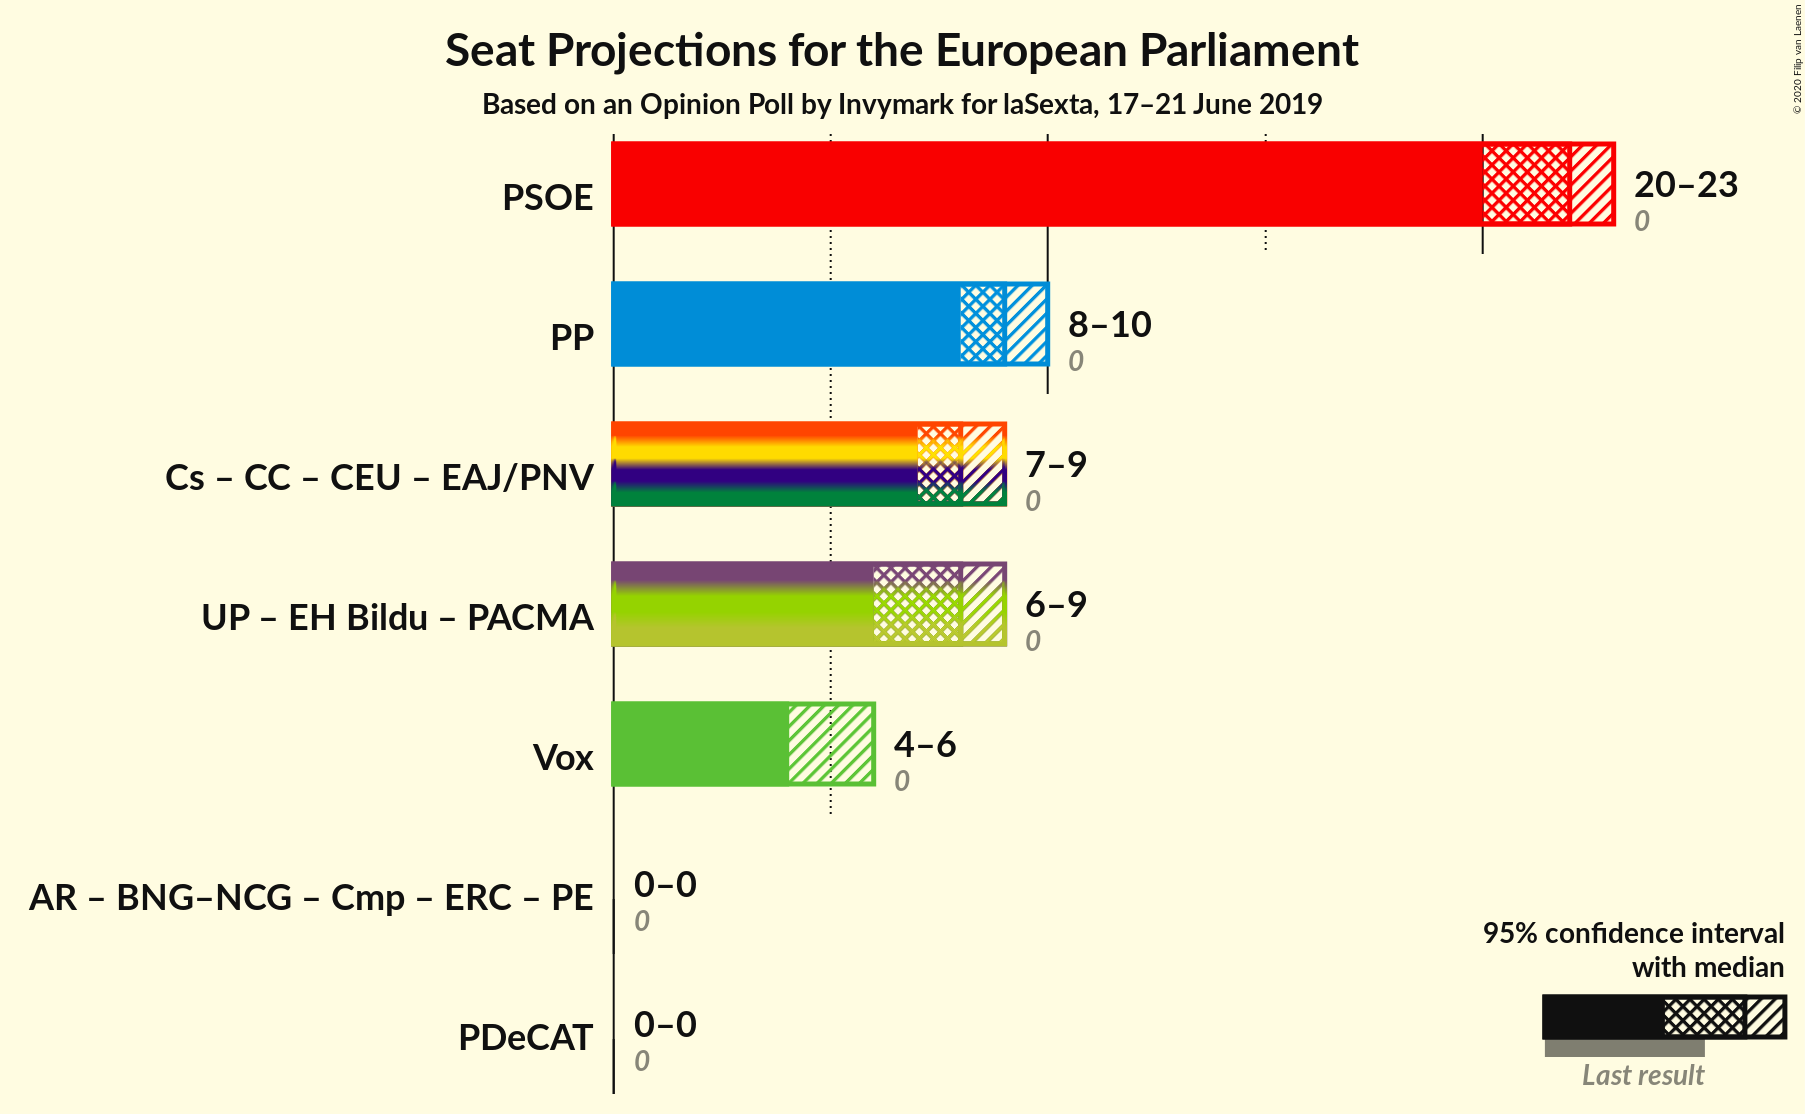 Seat Projections for the European Parliament
Based on an Opinion Poll by Invymark for laSexta, 17–21 June 2019
© 2020 Filip van Laenen
PSOE
20–23
0
PP
8–10
0
Cs – CC – CEU – EAJ/PNV
7–9
0
UP – EH Bildu – PACMA
6–9
0
Vox
4–6
0
AR – BNG–NCG – Cmp – ERC – PE
0–0
0
PDeCAT
0–0
0
95% confidence interval
with median
Last result